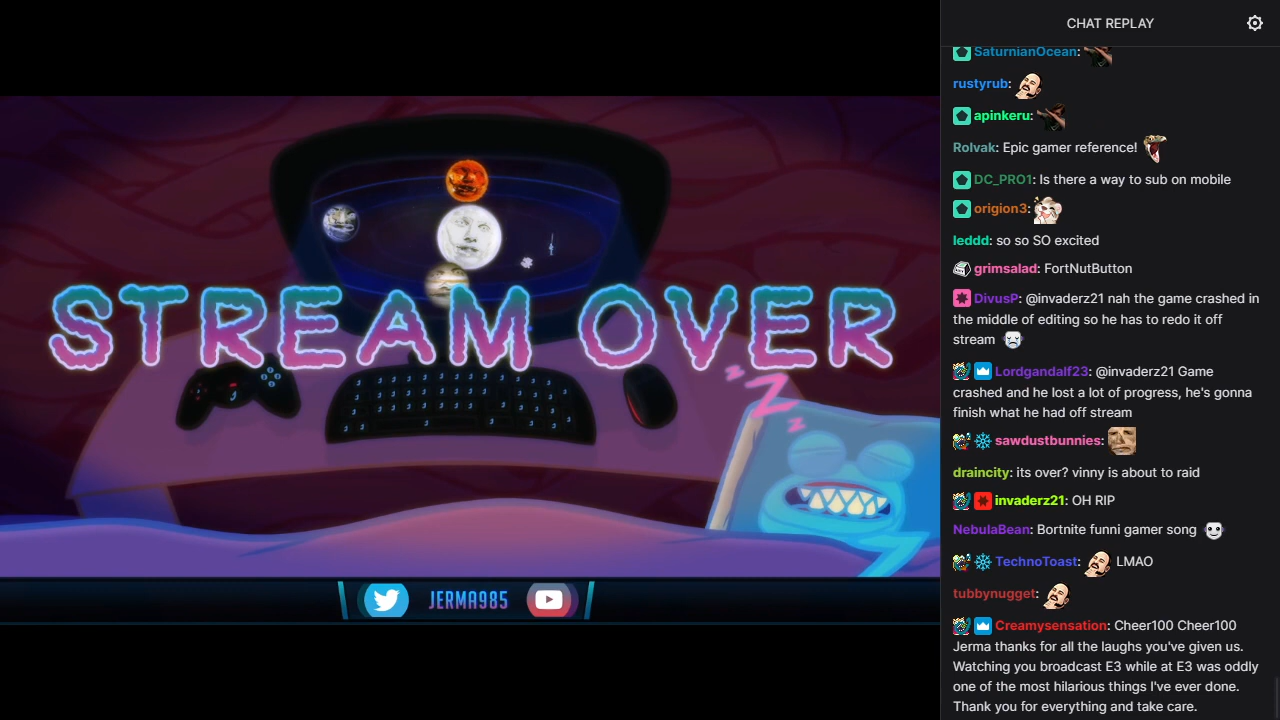 STREAM OVER
z
Z
z
JERMA985
CHAT REPLAY
SaturnianOcean:
rustyrub:
apinkeru:
Rolvak: Epic gamer reference!
DC_PRO1: Is there a way to sub on mobile
origion3:
leddd: so so SO excited
grimsalad: FortNutButton
DivusP: @invaderz21 nah the game crashed in
the middle of editing so he has to redo it off
stream
Lordgandalf23: @invaderz21 Game
crashed and he lost a lot of progress, he's gonna
finish what he had off stream
sawdustbunnies:
draincity: its over? vinny is about to raid
invaderz21: OH RIP
NebulaBean: Bortnite funni gamer song
TechnoToast: LMAO
tubbynugget:
Creamysensation: Cheer100 Cheer100
Jerma thanks for all the laughs you've given us.
Watching you broadcast E3 while at E3 was oddly
one of the most hilarious things I've ever done.
Thank you for everything and take care.